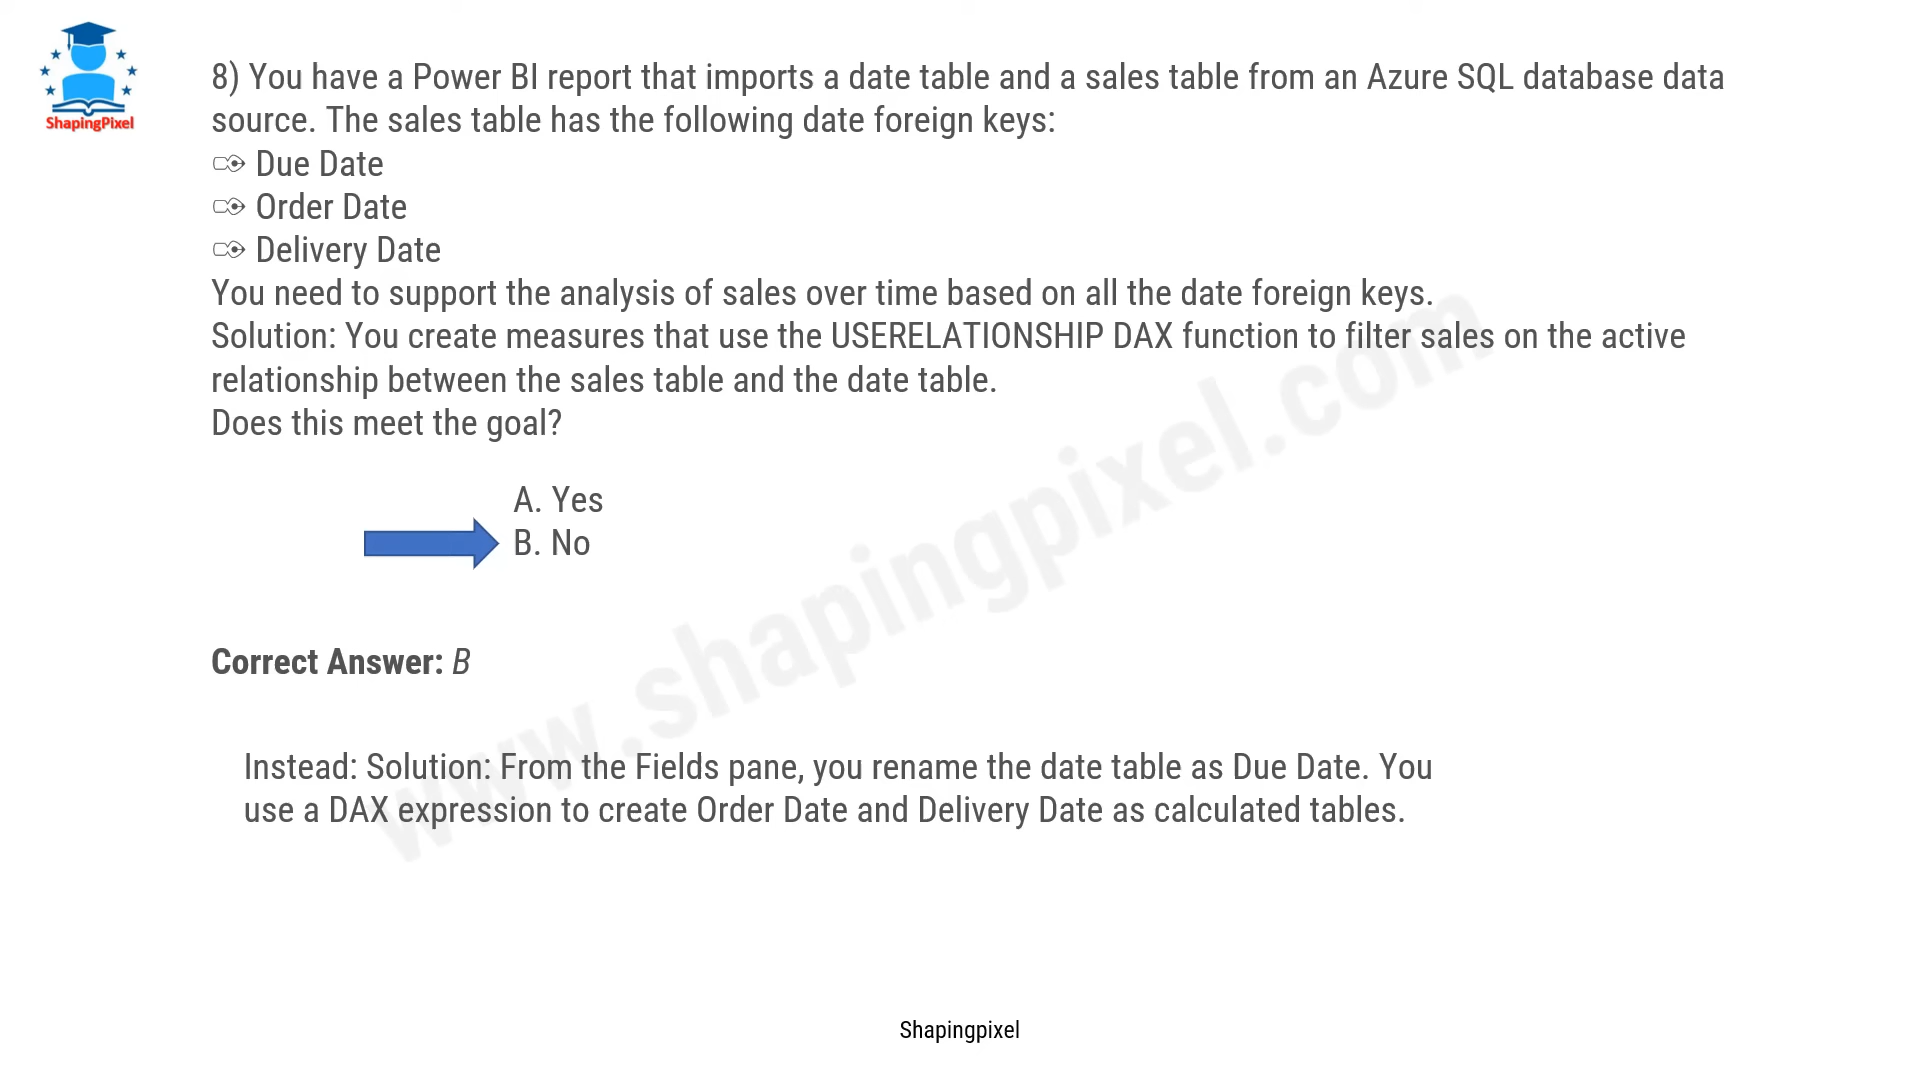 ShapingPixel
8) You have a Power BI report that imports a date table and a sales table from an Azure SQL database data
source. The sales table has the following date foreign keys:
Due Date
Order Date
Delivery Date
You need to support the analysis of sales over time based on all the date foreign keys.
Solution: You create measures that use the USERELATIONSHIP DAX function to filter sales on the active
relationship between the sales table and the date table.
Does this meet the goal?
A. Yes
B. No
www.shapingpixel.com
Correct Answer: B
Instead: Solution: From the Fields pane, you rename the date table as Due Date. You
use a DAX expression to create Order Date and Delivery Date as calculated tables.
Shapingpixel